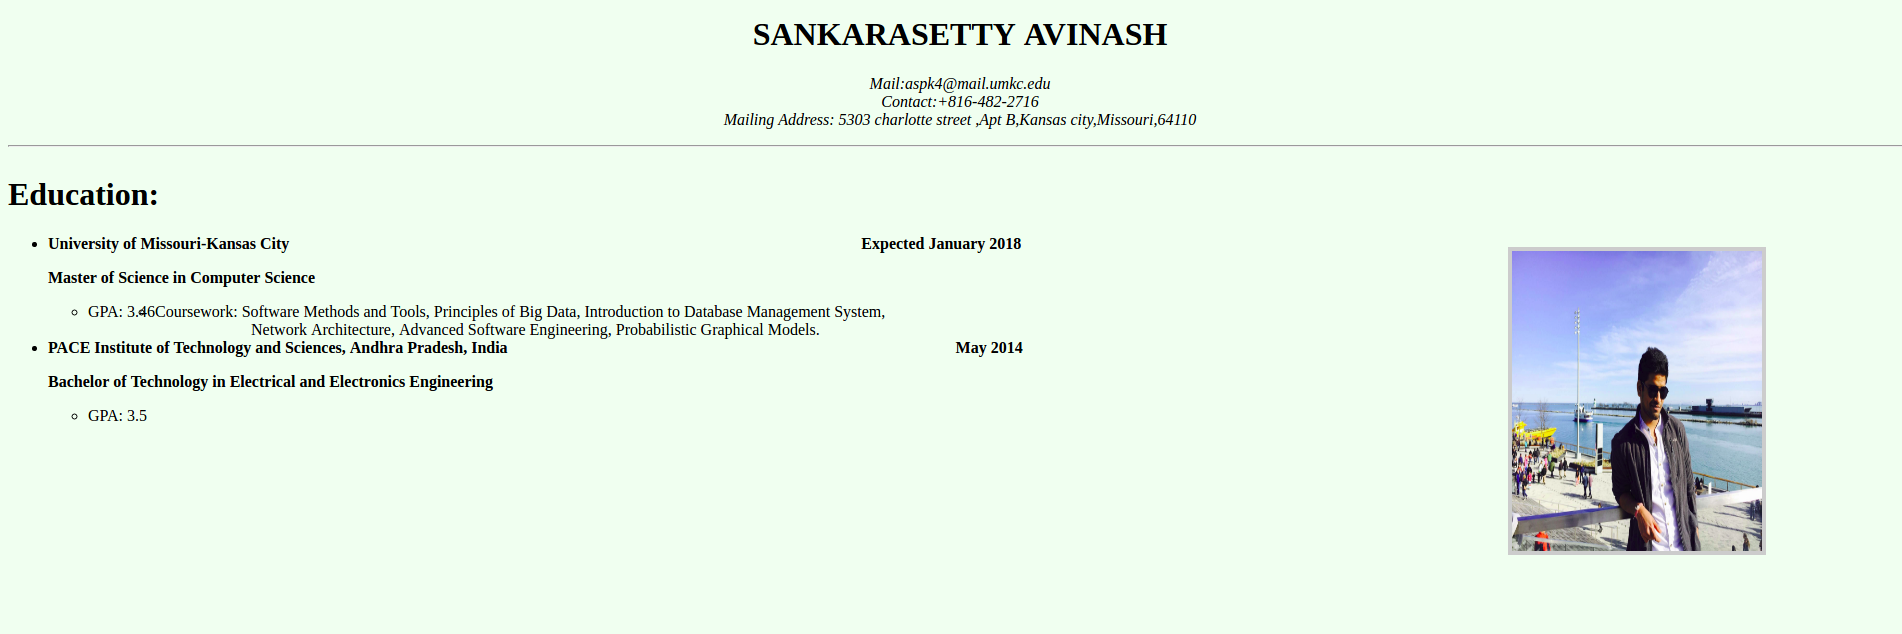 SANKARASETTY AVINASH
Mail:aspk4@mail.umkc.edu
Contact:+816-482-2716
Mailing Address: 5303 charlotte street ,Apt B,Kansas city,Missouri,64110
Education:
University of Missouri-Kansas City Expected January 2018
Master of Science in Computer Science
GPA: 3.46Coursework: Software Methods and Tools, Principles of Big Data, Introduction to Database Management System,
Network Architecture, Advanced Software Engineering, Probabilistic Graphical Models.
PACE Institute of Technology and Sciences, Andhra Pradesh, India May 2014
Bachelor of Technology in Electrical and Electronics Engineering
GPA: 3.5